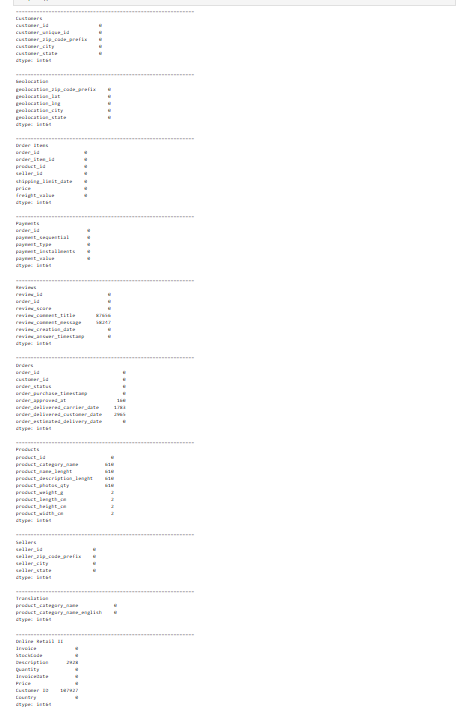 ------------------------------------------------------------
Customers
customer_id 0
customer_unique_id 0
customer_zip_code_prefix 0
customer_city 0
customer_state 0
dtype: int64
------------------------------------------------------------
Geolocation
geolocation_zip_code_prefix 0
geolocation_lat 0
geolocation_lng 0
geolocation_city 0
geolocation_state 0
dtype: int64
------------------------------------------------------------
Order Items
order_id 0
order_item_id 0
product_id 0
seller_id 0
shipping_limit_date 0
price 0
freight_value 0
dtype: int64
------------------------------------------------------------
Payments
order_id 0
payment_sequential 0
payment_type 0
payment_installments 0
payment_value 0
dtype: int64
------------------------------------------------------------
Reviews
review_id 0
order_id 0
review_score 0
review_comment_title 87656
review_comment_message 58247
review_creation_date 0
review_answer_timestamp 0
dtype: int64
------------------------------------------------------------
Orders
order_id 0
customer_id 0
order_status 0
order_purchase_timestamp 0
order_approved_at 160
order_delivered_carrier_date 1783
order_delivered_customer_date 2965
order_estimated_delivery_date 0
dtype: int64
------------------------------------------------------------
Products
product_id 0
product_category_name 610
product_name_lenght 610
product_description_lenght 610
product_photos_qty 610
product_weight_g 2
product_length_cm 2
product_height_cm 2
product_width_cm 2
dtype: int64
------------------------------------------------------------
Sellers
seller_id 0
seller_zip_code_prefix 0
seller_city 0
seller_state 0
dtype: int64
------------------------------------------------------------
Translation
product_category_name 0
product_category_name_english 0
dtype: int64
------------------------------------------------------------
Online Retail II
Invoice 0
StockCode 0
Description 2928
Quantity 0
InvoiceDate 0
Price 0
Customer ID 107927
Country 0
dtype: int64